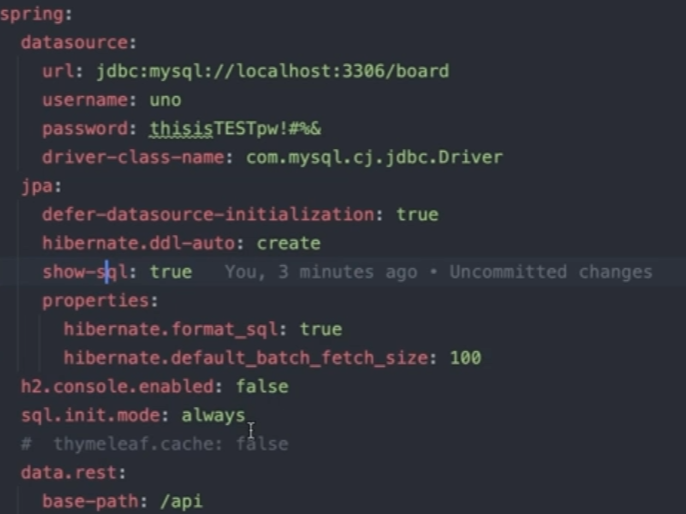 spring:
  datasource:
    url: jdbc:mysql://localhost:3306/board
    username: uno
    password: thisisTESTpw!#%&
    driver-class-name: com.mysql.cj.jdbc.Driver
  jpa:
    defer-datasource-initialization: true
    hibernate.ddl-auto: create
    show-sql: true   You, 3 minutes ago • Uncommitted changes
    properties:
      hibernate.format_sql: true
      hibernate.default_batch_fetch_size: 100
  h2.console.enabled: false
  sql.init.mode: always
  #  thymeleaf.cache: false
  data.rest:
    base-path: /api